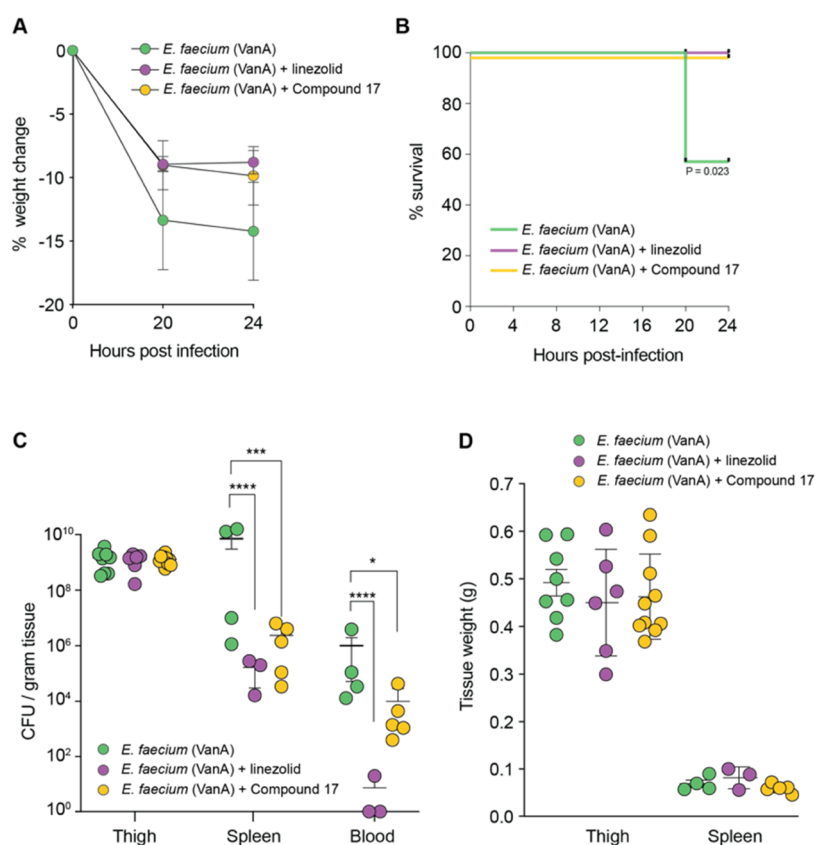 A
E. faecium (VanA)
E. faecium (VanA) + linezolid
E. faecium (VanA) + Compound 17
0
-5
-10
-15
-20
% weight change
0 20 24
Hours post infection
B
100
80
60
40
20
0
% survival
P = 0.023
E. faecium (VanA)
E. faecium (VanA) + linezolid
E. faecium (VanA) + Compound 17
0 4 8 12 16 20 24
Hours post-infection
C
***
****
*
****
10¹⁰
10⁸
10⁶
10⁴
10²
10⁰
CFU / gram tissue
E. faecium (VanA)
E. faecium (VanA) + linezolid
E. faecium (VanA) + Compound 17
Thigh Spleen Blood
D
E. faecium (VanA)
E. faecium (VanA) + linezolid
E. faecium (VanA) + Compound 17
0.7
0.6
0.5
0.4
0.3
0.2
0.1
0.0
Tissue weight (g)
Thigh Spleen